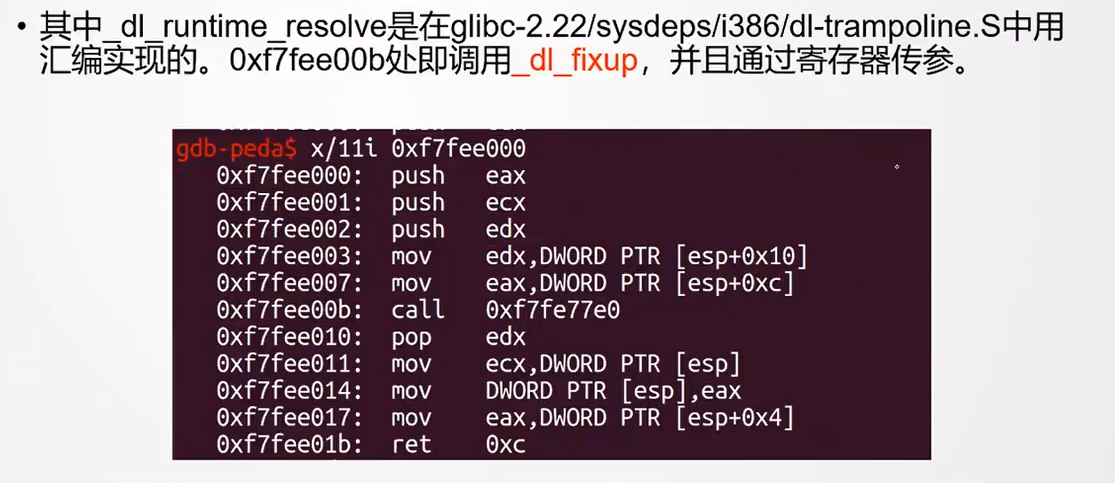 • 其中_dl_runtime_resolve是在glibc-2.22/sysdeps/i386/dl-trampoline.S中用
汇编实现的。0xf7fee00b处即调用_dl_fixup，并且通过寄存器传参。
gdb-peda$ x/11i 0xf7fee000
0xf7fee000: push eax
0xf7fee001: push ecx
0xf7fee002: push edx
0xf7fee003: mov edx,DWORD PTR [esp+0x10]
0xf7fee007: mov eax,DWORD PTR [esp+0xc]
0xf7fee00b: call 0xf7fe77e0
0xf7fee010: pop edx
0xf7fee011: mov ecx,DWORD PTR [esp]
0xf7fee014: mov DWORD PTR [esp],eax
0xf7fee017: mov eax,DWORD PTR [esp+0x4]
0xf7fee01b: ret 0xc